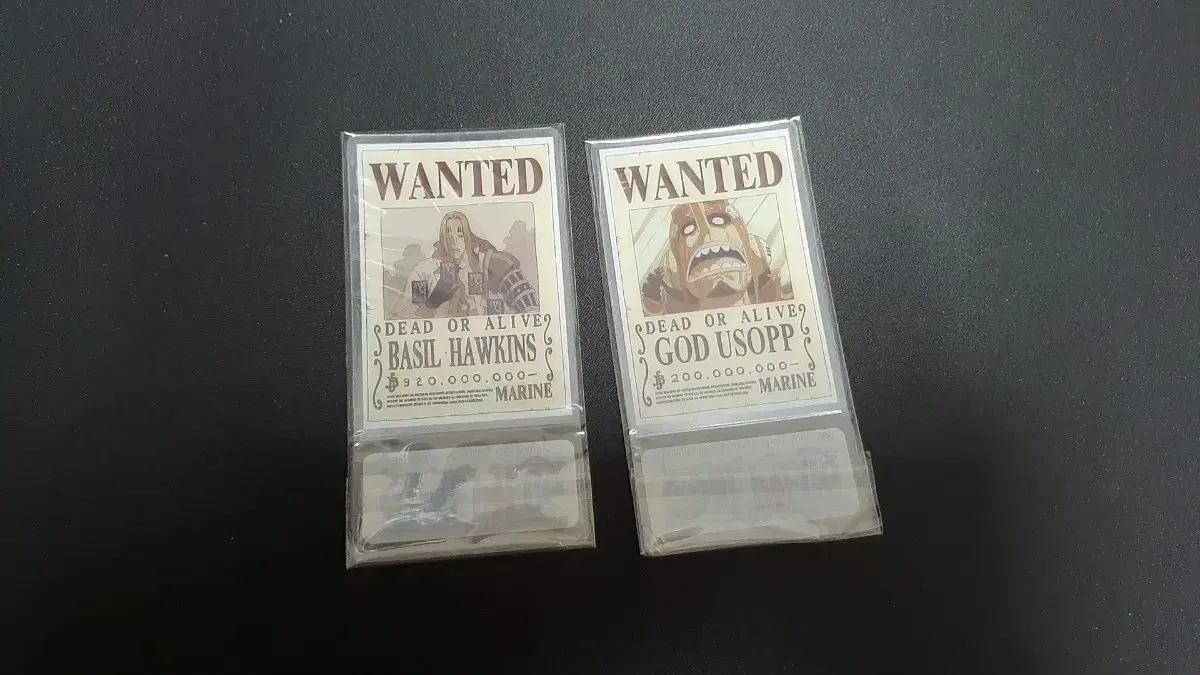 WANTED
DEAD OR ALIVE
BASIL HAWKINS
920,000,000-
MARINE
WANTED
DEAD OR ALIVE
GOD USOPP
200,000,000-
MARINE